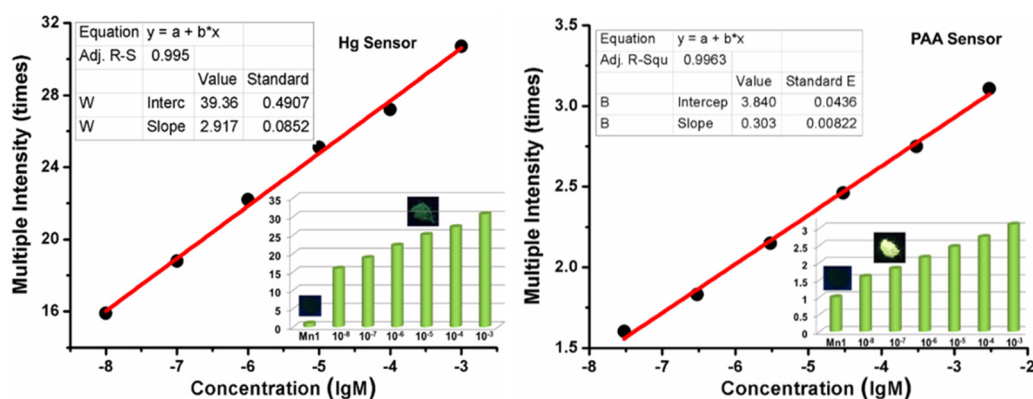 Hg Sensor
Equation y = a + b*x
Adj. R-S 0.995
Value Standard
W Interc 39.36 0.4907
W Slope 2.917 0.0852
Multiple Intensity (times)
32
28
24
20
16
35
30
25
20
15
10
5
0
Mn1 10-8 10-7 10-6 10-5 10-4 10-3
-8 -7 -6 -5 -4 -3
Concentration (lgM)
PAA Sensor
Equation y = a + b*x
Adj. R-Squ 0.9963
Value Standard E
B Intercep 3.840 0.0436
B Slope 0.303 0.00822
Multiple Intensity (times)
3.5
3.0
2.5
2.0
1.5
3
2.5
2
1.5
1
0.5
0
Mn1 10-8 10-7 10-6 10-5 10-4 10-3
-8 -7 -6 -5 -4 -3 -2
Concentration (lgM)